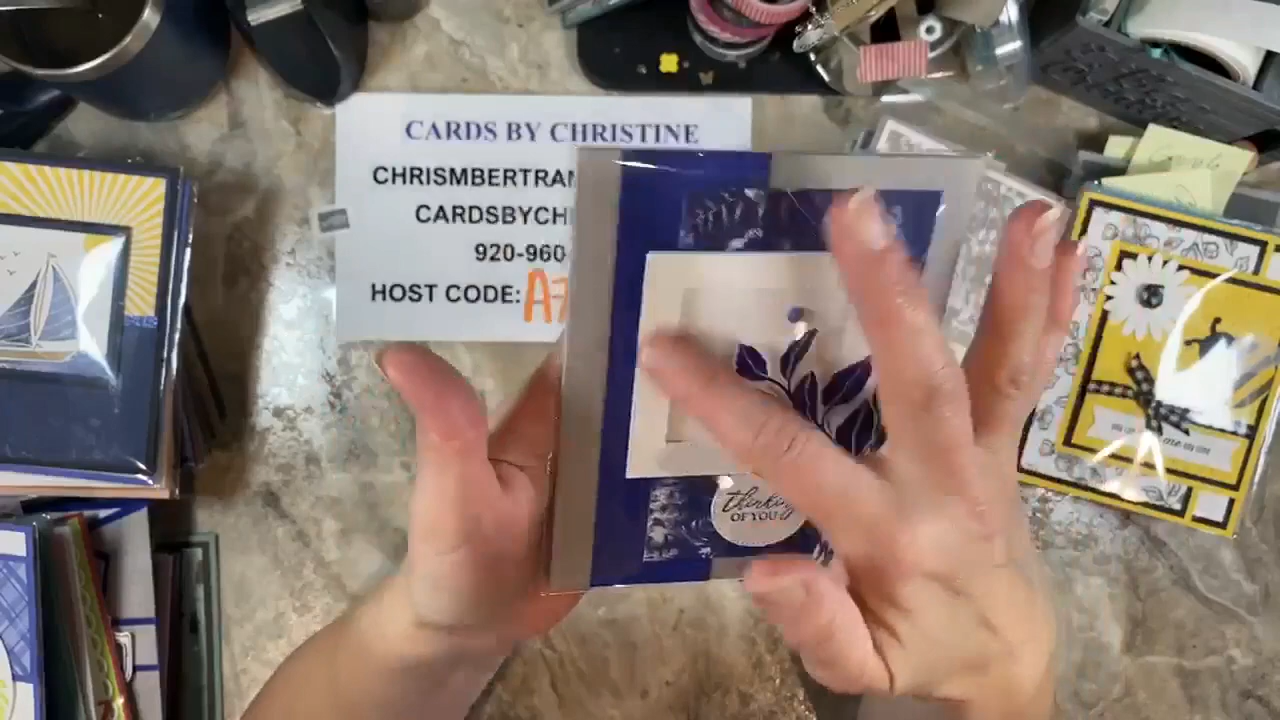 CARDS BY CHRISTINE
CHRISMBERTRAN
CARDSBYCH
920-960-
HOST CODE: A7
thinking
OF YOU